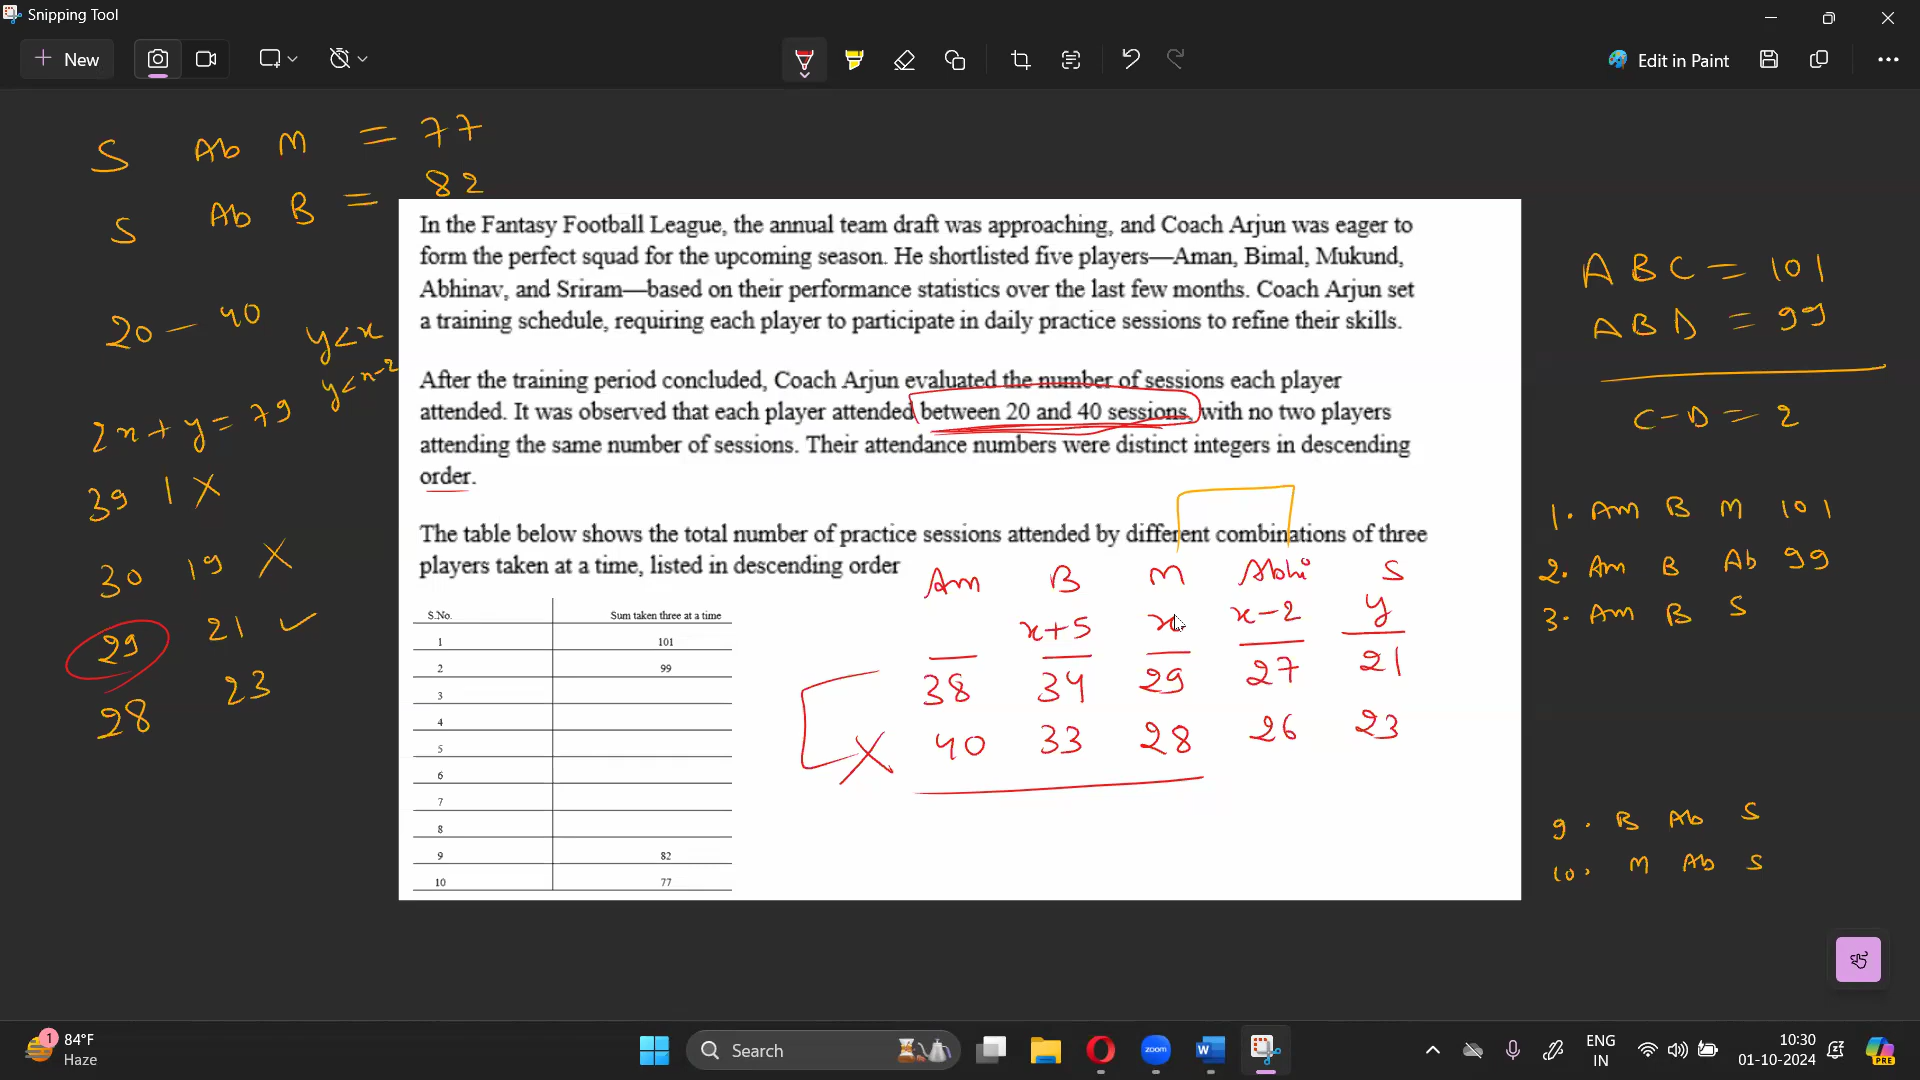 Snipping Tool
New
Edit in Paint
S Ab M = 77
S Ab B = 82
20 – 40
y<x
y<x-2
2x + y = 79
39 1 X
30 19 X
29 21 ✓
28 23
In the Fantasy Football League, the annual team draft was approaching, and Coach Arjun was eager to
form the perfect squad for the upcoming season. He shortlisted five players—Aman, Bimal, Mukund,
Abhinav, and Sriram—based on their performance statistics over the last few months. Coach Arjun set
a training schedule, requiring each player to participate in daily practice sessions to refine their skills.
After the training period concluded, Coach Arjun evaluated the number of sessions each player
attended. It was observed that each player attended between 20 and 40 sessions, with no two players
attending the same number of sessions. Their attendance numbers were distinct integers in descending
order.
The table below shows the total number of practice sessions attended by different combinations of three
players taken at a time, listed in descending order
S.No. Sum taken three at a time
1 101
2 99
3
4
5
6
7
8
9 82
10 77
Am B M Abhi S
x+5 x x-2 y
38 34 29 27 21
X 40 33 28 26 23
A B C = 101
A B D = 99
C - D = 2
1. Am B M 101
2. Am B Ab 99
3. Am B S
9. B Ab S
10. M Ab S
1
84°F
Haze
Search
zoom
W
ENG
IN
10:30
01-10-2024
PRE